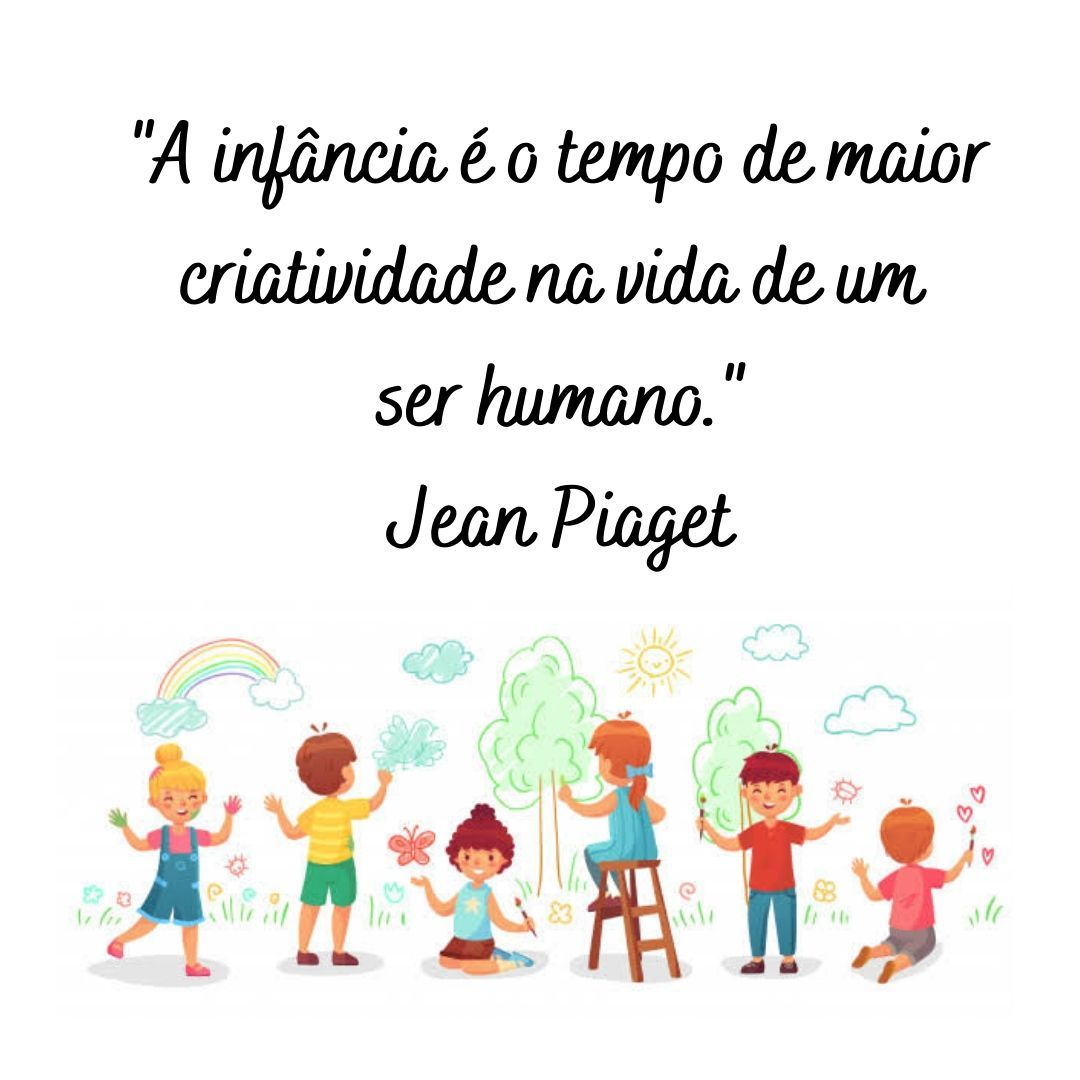 "A infância é o tempo de maior
criatividade na vida de um
ser humano."
Jean Piaget